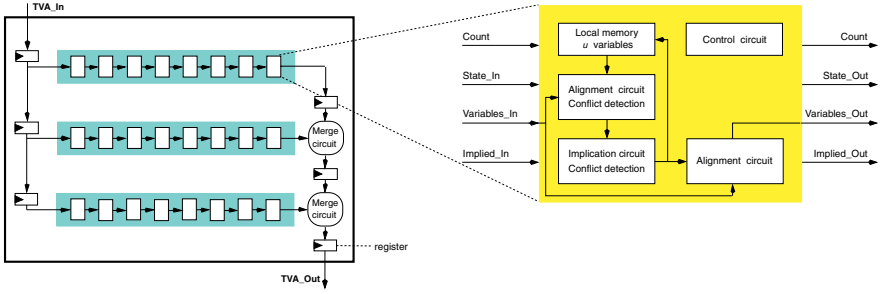 TVA_In
Merge
circuit
Merge
circuit
register
TVA_Out
Count
State_In
Variables_In
Implied_In
Local memory
u variables
Control circuit
Alignment circuit
Conflict detection
Implication circuit
Conflict detection
Alignment circuit
Count
State_Out
Variables_Out
Implied_Out